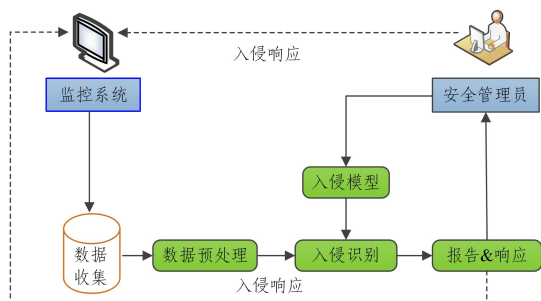 入侵响应
监控系统
安全管理员
入侵模型
数据
收集
数据预处理
入侵识别
报告&响应
入侵响应